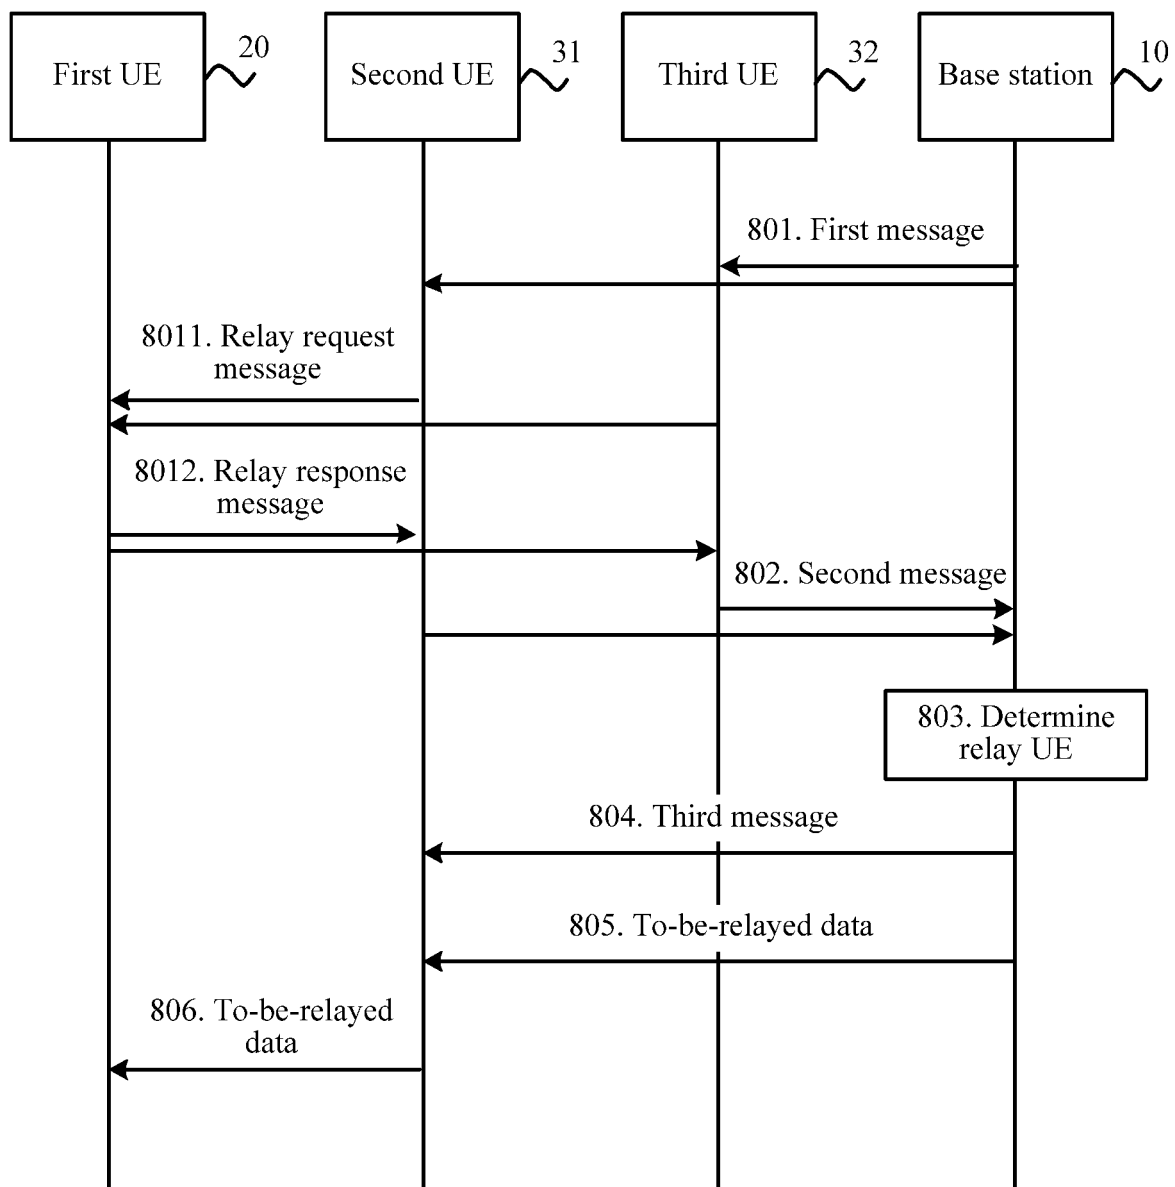 First UE
20
Second UE
31
Third UE
32
Base station
10
801. First message
8011. Relay request
message
8012. Relay response
message
802. Second message
803. Determine
relay UE
804. Third message
805. To-be-relayed data
806. To-be-relayed
data